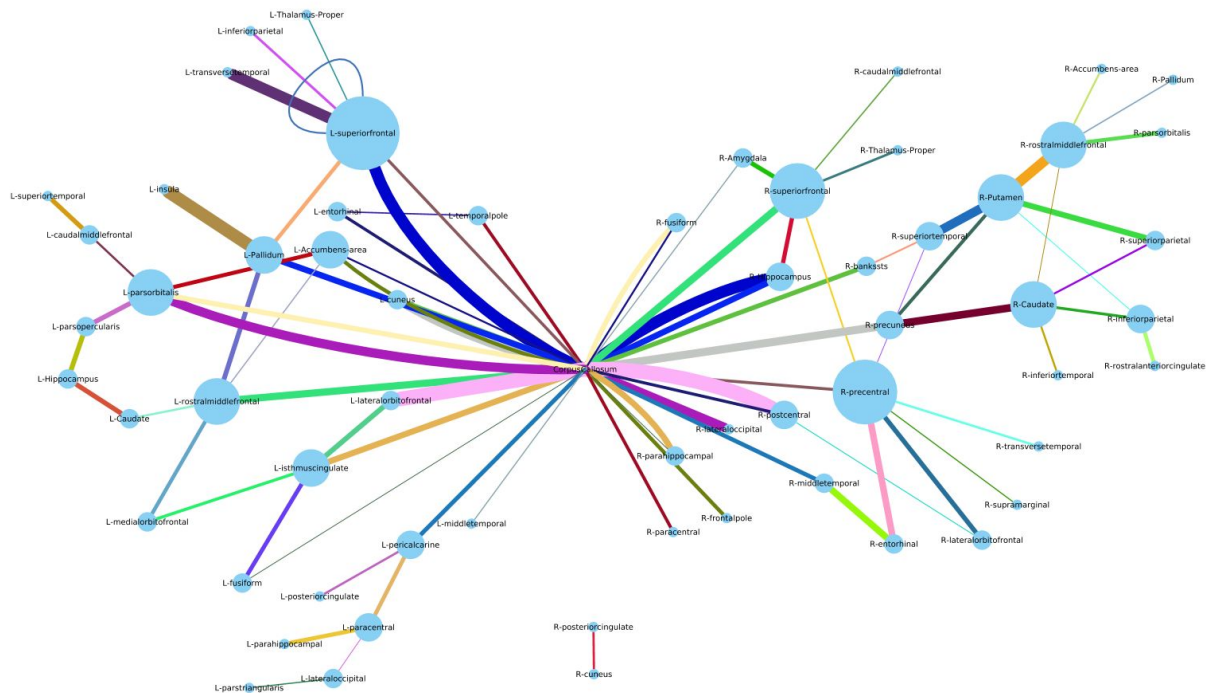 L-Thalamus-Proper
L-inferiorparietal
L-transversetemporal
L-superiorfrontal
R-caudalmiddlefrontal
R-Accumbens-area
R-Pallidum
R-parsorbitalis
R-rostralmiddlefrontal
R-Thalamus-Proper
R-Amygdala
R-superiorfrontal
R-Putamen
L-superiortemporal
L-insula
L-caudalmiddlefrontal
L-entorhinal
L-temporalpole
R-fusiform
R-superiortemporal
R-superiorparietal
L-Pallidum
L-Accumbens-area
R-bankssts
R-hippocampus
L-parsorbitalis
L-cuneus
R-Caudate
L-parsopercularis
R-precuneus
R-inferiorparietal
CorpusCallosum
L-Hippocampus
R-inferiortemporal
R-rostralanteriorcingulate
R-precentral
L-Caudate
L-rostralmiddlefrontal
L-lateralorbitofrontal
R-postcentral
R-lateraloccipital
R-transversetemporal
R-parahippocampal
L-isthmuscingulate
R-middletemporal
R-supramarginal
L-medialorbitofrontal
L-middletemporal
R-frontalpole
R-paracentral
R-lateralorbitofrontal
R-entorhinal
L-pericalcarine
L-fusiform
L-posteriorcingulate
L-paracentral
R-posteriorcingulate
L-parahippocampal
R-cuneus
L-lateraloccipital
L-parstriangularis